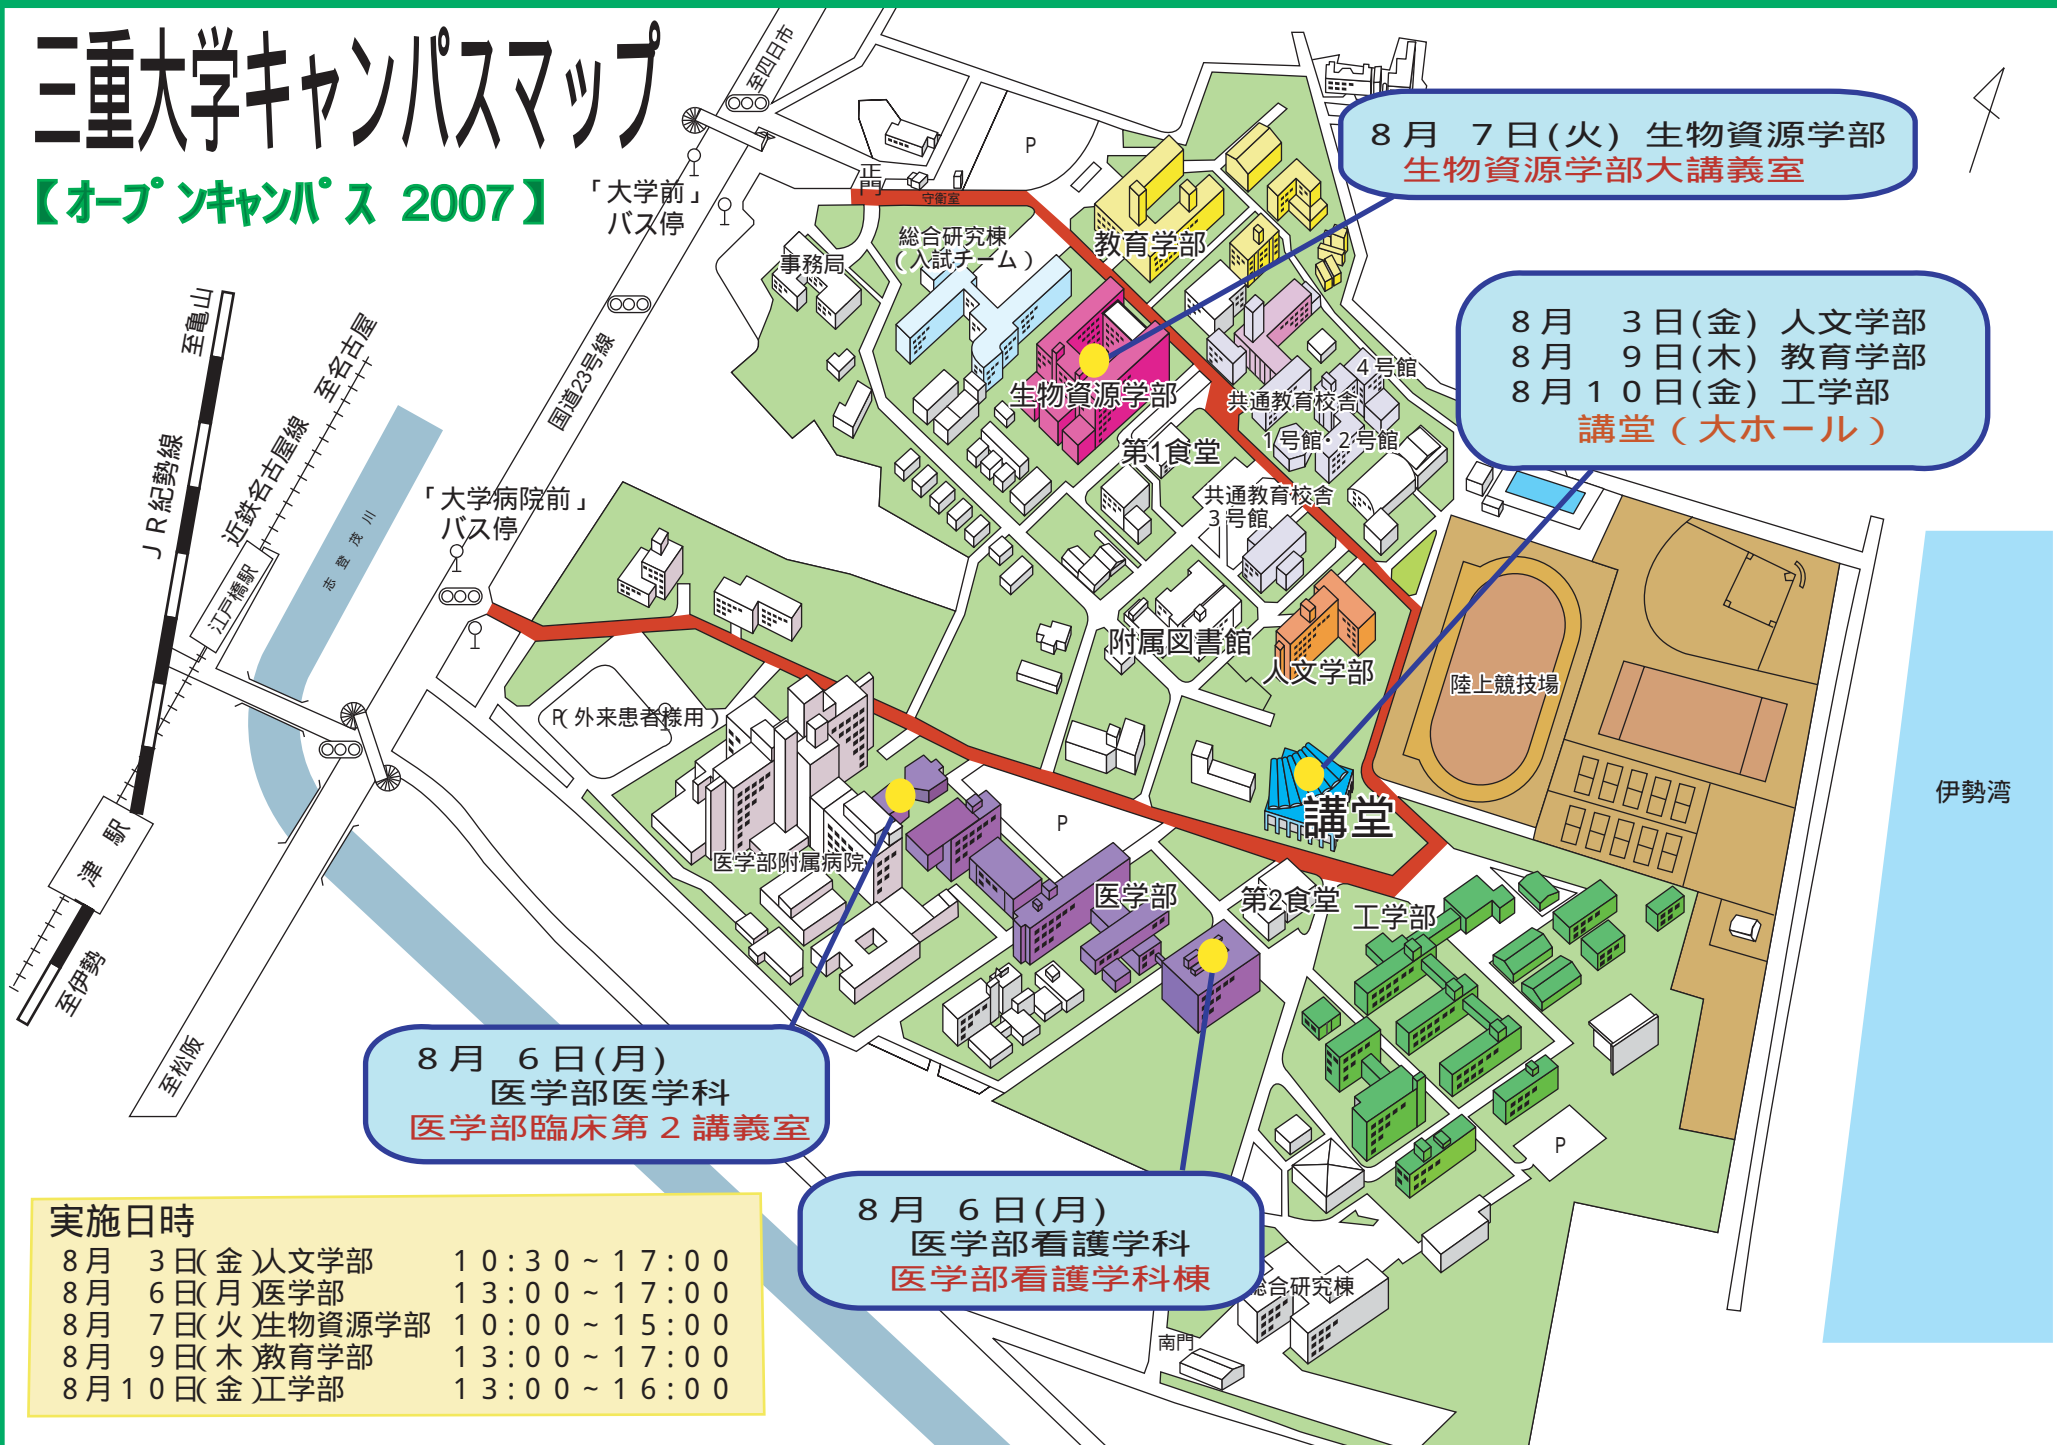 三重大学キャンパスマップ
【オープンキャンパス 2007】
至四日市
P
正門
守衛室
「大学前」
バス停
8月 7日(火) 生物資源学部
生物資源学部大講義室
総合研究棟
(入試チーム)
事務局
教育学部
8月 3日(金) 人文学部
8月 9日(木) 教育学部
8月10日(金) 工学部
講堂(大ホール)
至亀山
至名古屋
近鉄名古屋線
JR紀勢線
国道23号線
生物資源学部
4号館
共通教育校舎
1号館・2号館
第1食堂
共通教育校舎
3号館
「大学病院前」
バス停
志登茂川
江戸橋駅
附属図書館
人文学部
陸上競技場
P(外来患者様用)
伊勢湾
講堂
P
津駅
医学部附属病院
医学部
第2食堂
工学部
至伊勢
至松阪
8月 6日(月)
医学部医学科
医学部臨床第2講義室
P
8月 6日(月)
医学部看護学科
医学部看護学科棟
総合研究棟
南門
実施日時
8月 3日(金)人文学部 10:30~17:00
8月 6日(月)医学部 13:00~17:00
8月 7日(火)生物資源学部 10:00~15:00
8月 9日(木)教育学部 13:00~17:00
8月10日(金)工学部 13:00~16:00